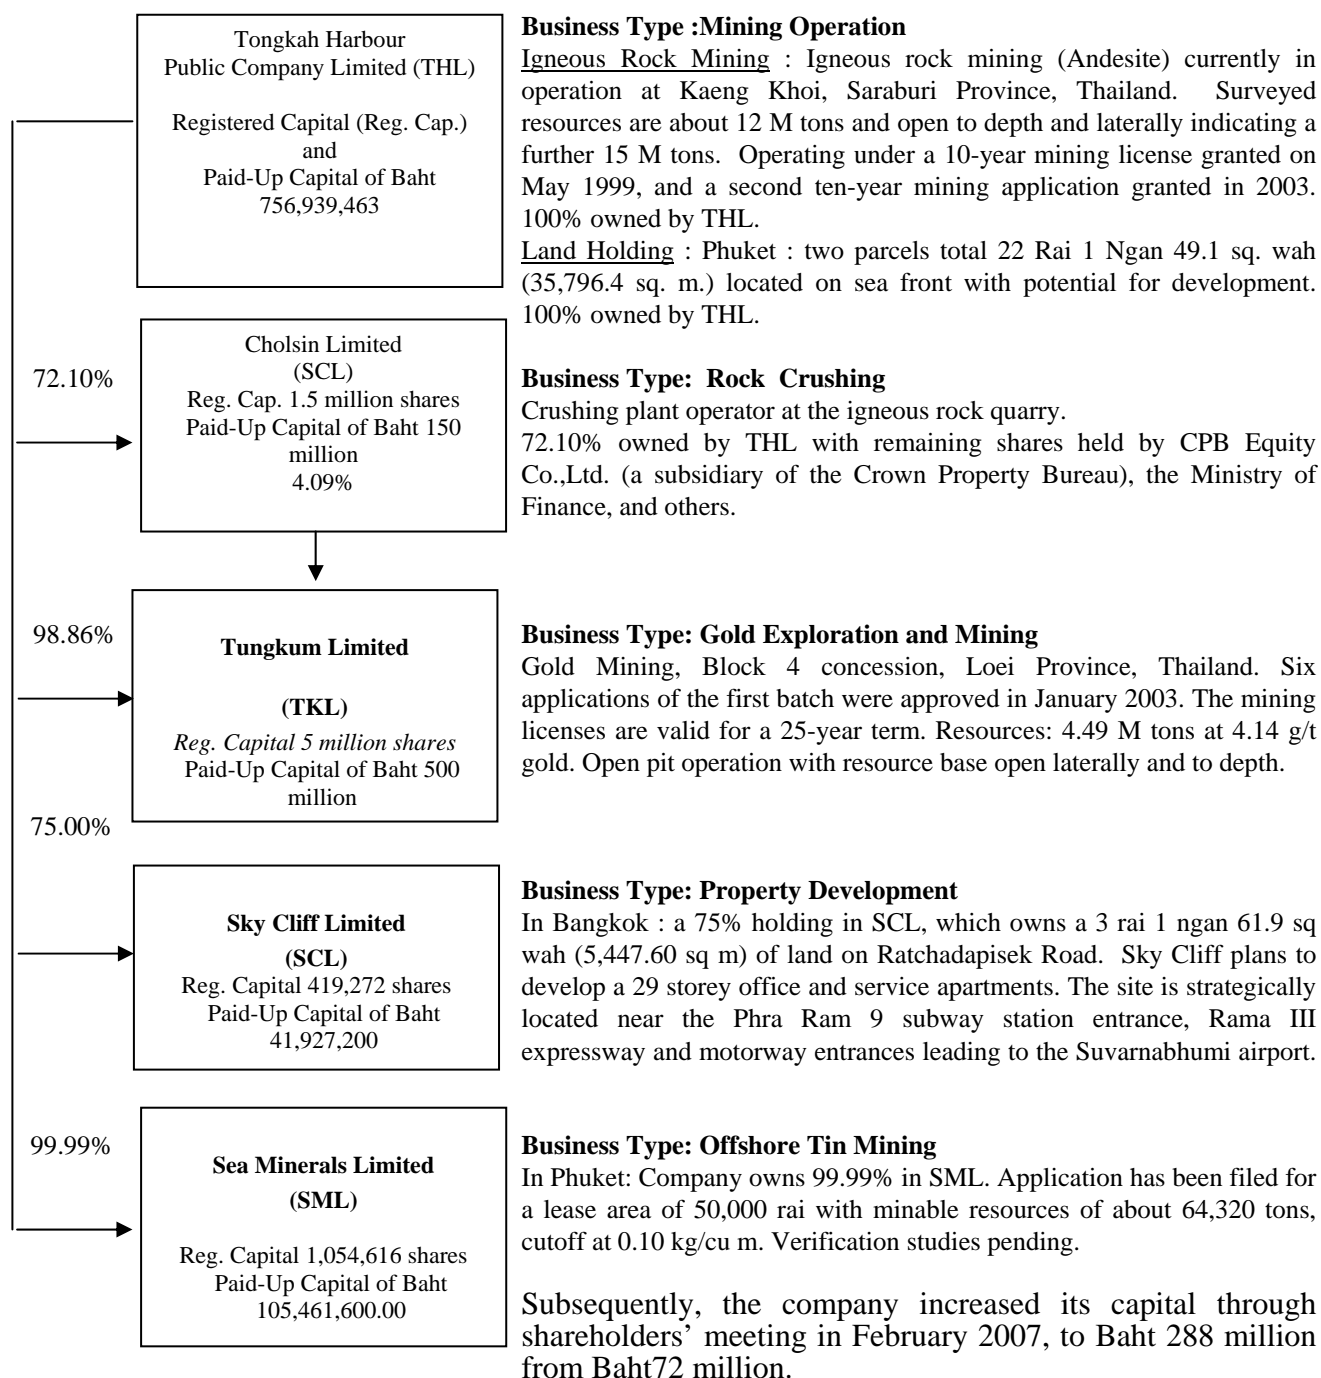 Tongkah Harbour
Public Company Limited (THL)
Registered Capital (Reg. Cap.)
and
Paid-Up Capital of Baht
756,939,463
Business Type :Mining Operation
Igneous Rock Mining : Igneous rock mining (Andesite) currently in
operation at Kaeng Khoi, Saraburi Province, Thailand. Surveyed
resources are about 12 M tons and open to depth and laterally indicating a
further 15 M tons. Operating under a 10-year mining license granted on
May 1999, and a second ten-year mining application granted in 2003.
100% owned by THL.
Land Holding : Phuket : two parcels total 22 Rai 1 Ngan 49.1 sq. wah
(35,796.4 sq. m.) located on sea front with potential for development.
100% owned by THL.
72.10%
Cholsin Limited
(SCL)
Reg. Cap. 1.5 million shares
Paid-Up Capital of Baht 150
million
4.09%
Business Type: Rock Crushing
Crushing plant operator at the igneous rock quarry.
72.10% owned by THL with remaining shares held by CPB Equity
Co.,Ltd. (a subsidiary of the Crown Property Bureau), the Ministry of
Finance, and others.
98.86%
Tungkum Limited
(TKL)
Reg. Capital 5 million shares
Paid-Up Capital of Baht 500
million
Business Type: Gold Exploration and Mining
Gold Mining, Block 4 concession, Loei Province, Thailand. Six
applications of the first batch were approved in January 2003. The mining
licenses are valid for a 25-year term. Resources: 4.49 M tons at 4.14 g/t
gold. Open pit operation with resource base open laterally and to depth.
75.00%
Sky Cliff Limited
(SCL)
Reg. Capital 419,272 shares
Paid-Up Capital of Baht
41,927,200
Business Type: Property Development
In Bangkok : a 75% holding in SCL, which owns a 3 rai 1 ngan 61.9 sq
wah (5,447.60 sq m) of land on Ratchadapisek Road. Sky Cliff plans to
develop a 29 storey office and service apartments. The site is strategically
located near the Phra Ram 9 subway station entrance, Rama III
expressway and motorway entrances leading to the Suvarnabhumi airport.
99.99%
Sea Minerals Limited
(SML)
Reg. Capital 1,054,616 shares
Paid-Up Capital of Baht
105,461,600.00
Business Type: Offshore Tin Mining
In Phuket: Company owns 99.99% in SML. Application has been filed for
a lease area of 50,000 rai with minable resources of about 64,320 tons,
cutoff at 0.10 kg/cu m. Verification studies pending.
Subsequently, the company increased its capital through
shareholders’ meeting in February 2007, to Baht 288 million
from Baht72 million.